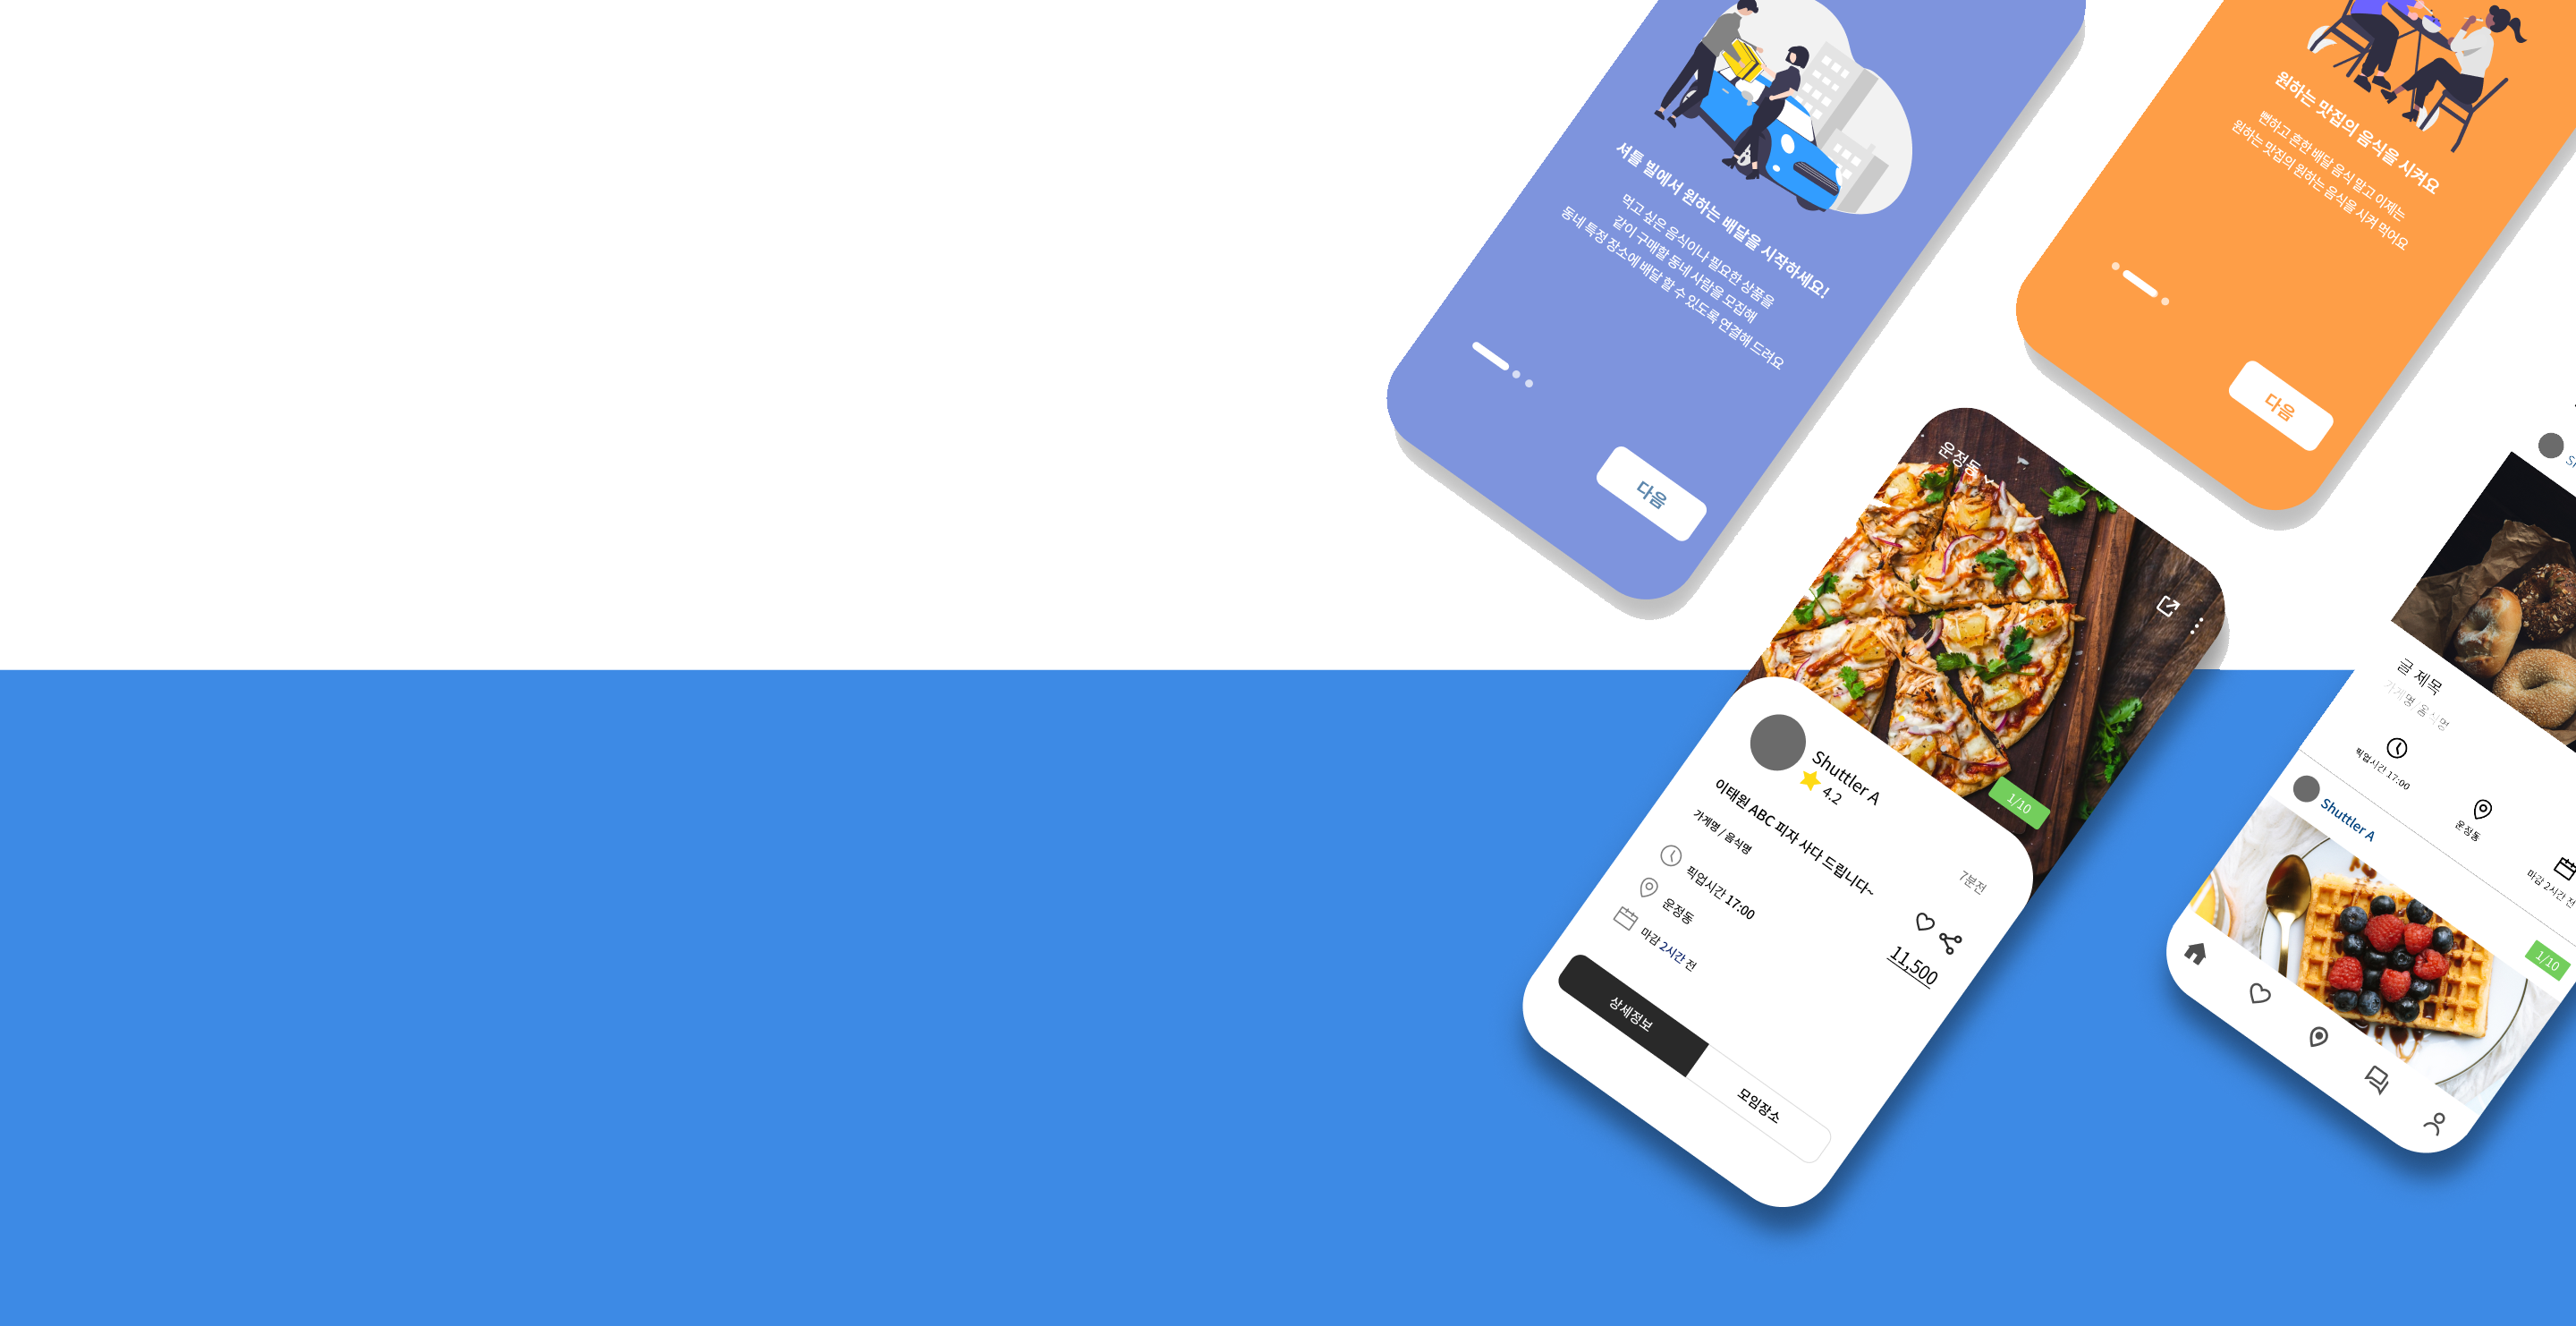 셔틀 빌에서 원하는 배달을 시작하세요!
먹고 싶은 음식이나 필요한 상품을
같이 구매할 동네 사람을 모집해
동네 특정 장소에 배달 할 수 있도록 연결해 드려요
다음
원하는 맛집의 음식을 시켜요
뻔하고 흔한 배달 음식 말고 이제는
원하는 맛집의 원하는 음식을 시켜 먹어요
다음
운정동
1/10
Shuttler A
4.2
이태원 ABC 피자 사다 드립니다~
가게명 / 음식명
7분전
픽업시간 17:00
운정동
마감 2시간 전
11,500
상세정보
모임장소
글 제목
가게명 음식명
픽업시간 17:00
운정동
마감 2시간 전
Shuttler A
1/10